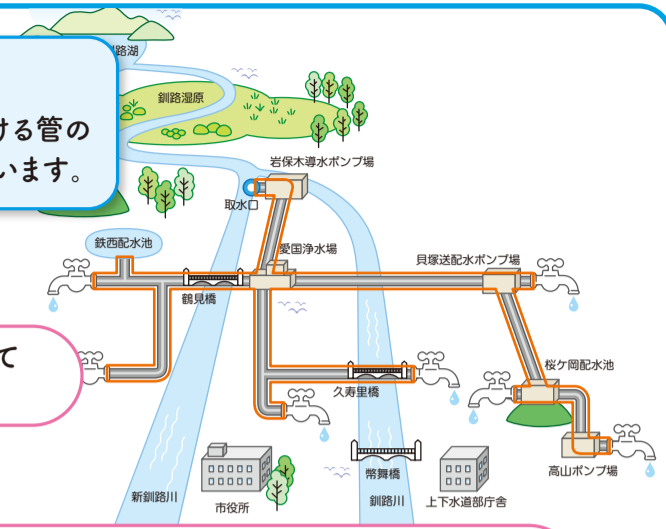 路湖
ける管の
います。
釧路湿原
岩保木導水ポンプ場
取水口
鉄西配水池
愛国浄水場
貝塚送配水ポンプ場
鶴見橋
て
桜ケ岡配水池
久寿里橋
高山ポンプ場
幣舞橋
新釧路川
市役所
釧路川
上下水道部庁舎